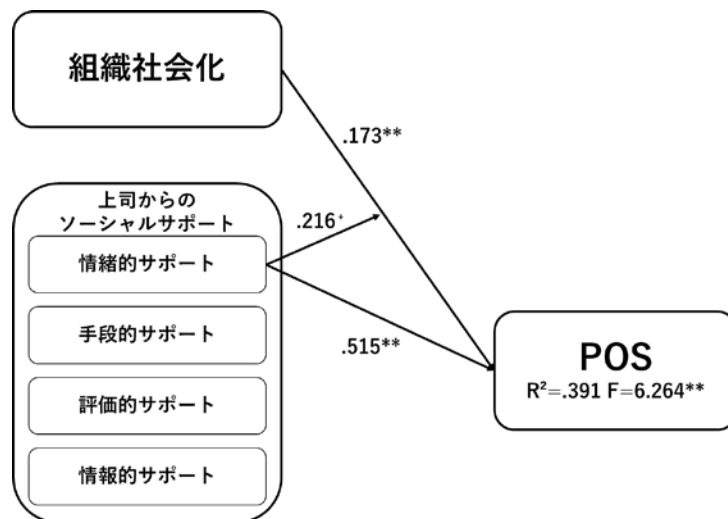 組織社会化
.173**
上司からの
ソーシャルサポート
.216⁺
情緒的サポート
手段的サポート
.515**
評価的サポート
情報的サポート
POS
R²=.391 F=6.264**